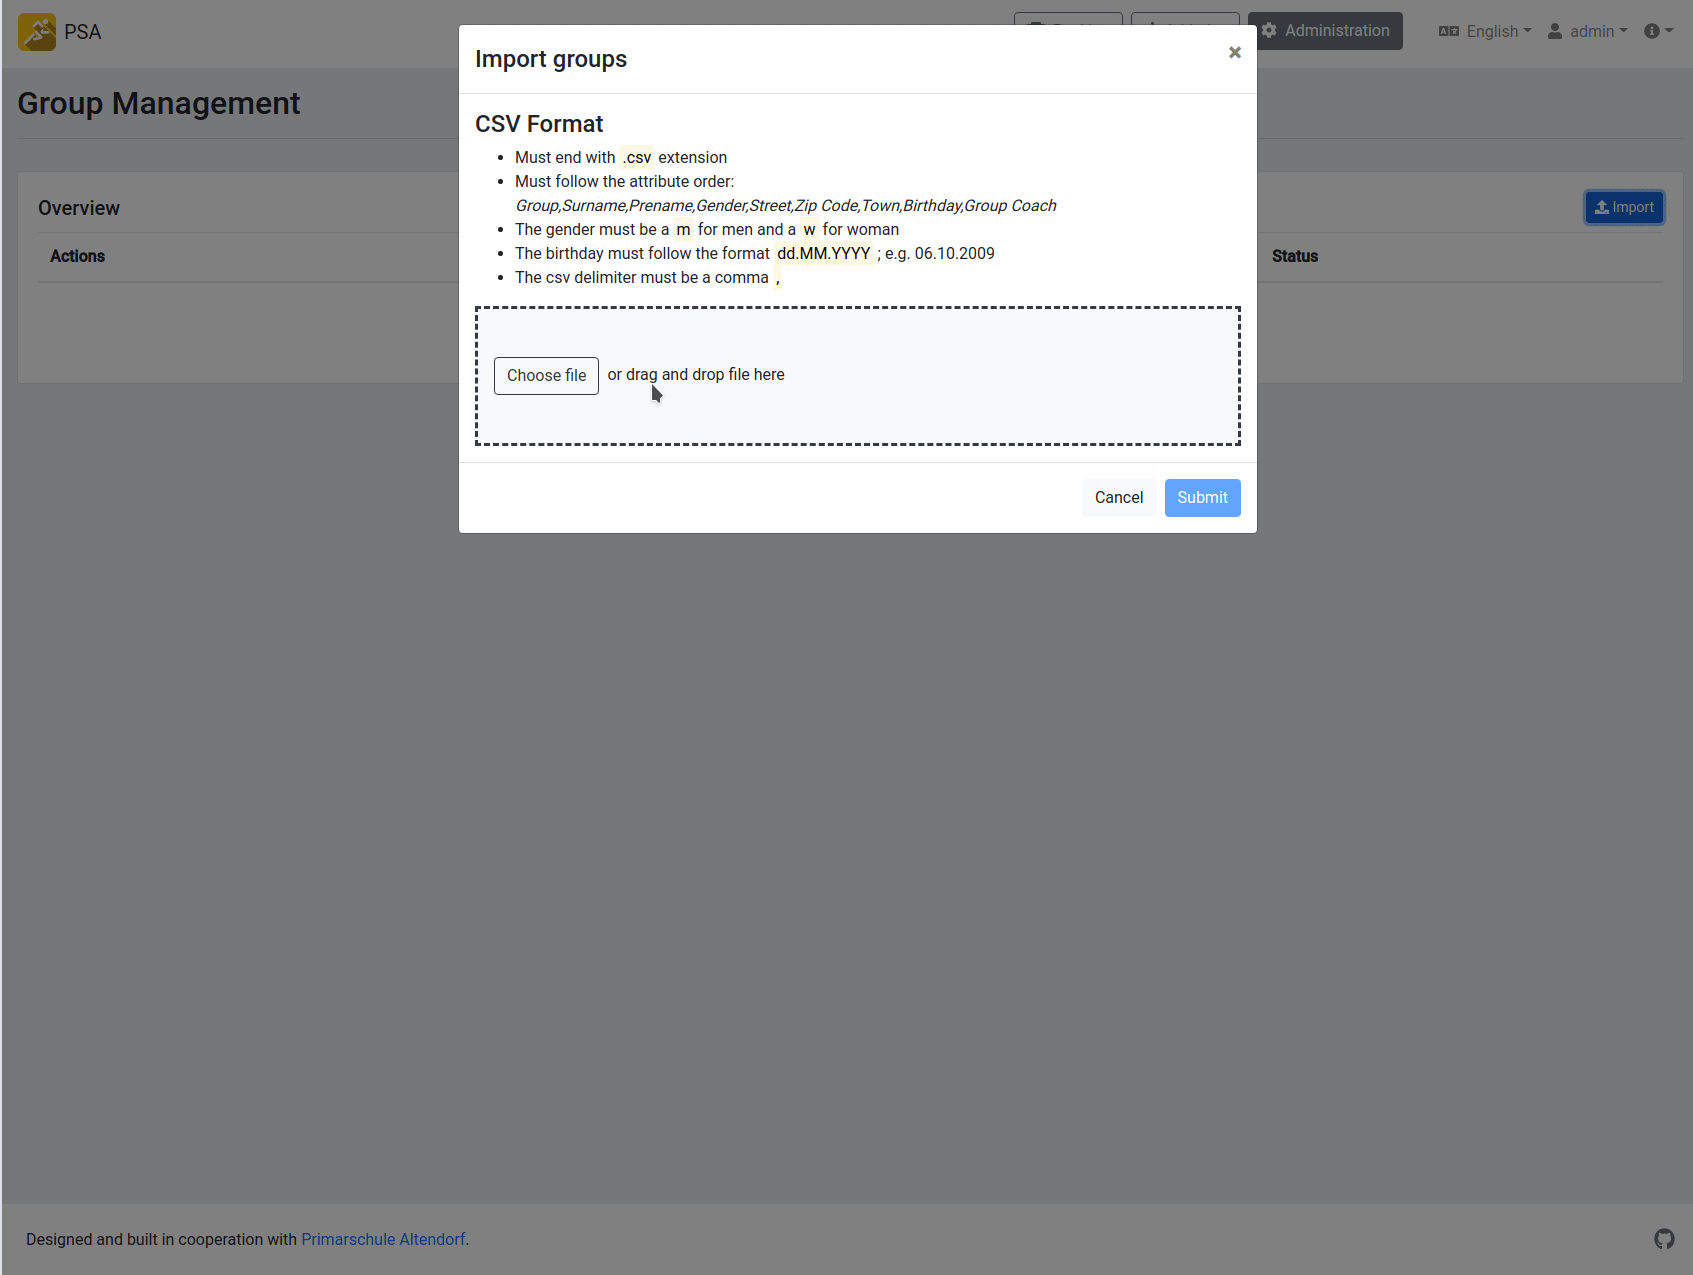 PSA
Administration
English
admin
Group Management
Import groups
×
CSV Format
Must end with .csv extension
Must follow the attribute order:
Group,Surname,Prename,Gender,Street,Zip Code,Town,Birthday,Group Coach
The gender must be a m for men and a w for woman
The birthday must follow the format dd.MM.YYYY ; e.g. 06.10.2009
The csv delimiter must be a comma ,
Choose file or drag and drop file here
Cancel Submit
Overview
Import
Actions
Status
Designed and built in cooperation with Primarschule Altendorf.